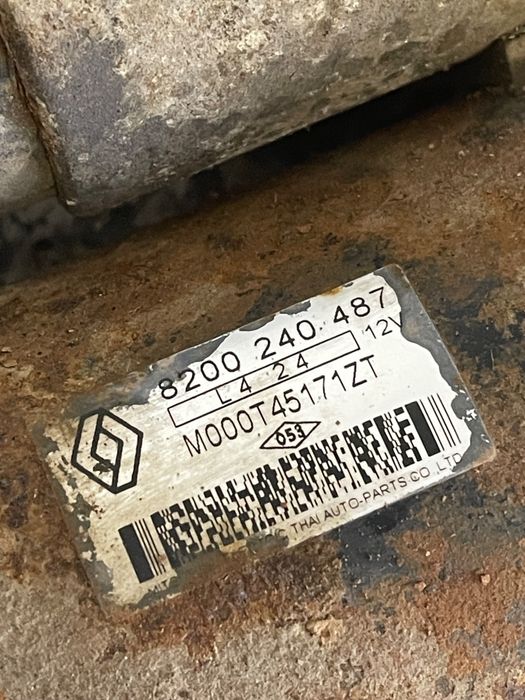 8200 240 487
L4 24 12V
M000T45171ZT
053
THAI AUTO-PARTS.CO.,LTD